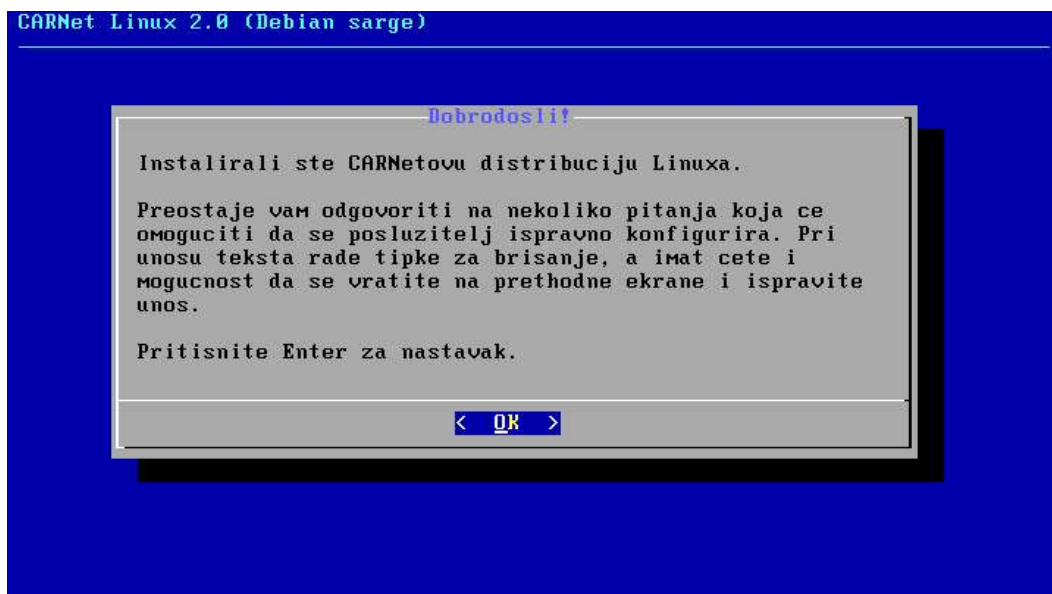 CARNet Linux 2.0 (Debian sarge)
Dobrodosli!
Instalirali ste CARNetovu distribuciju Linuxa.
Preostaje vam odgovoriti na nekoliko pitanja koja ce
omoguciti da se posluzitelj ispravno konfigurira. Pri
unosu teksta rade tipke za brisanje, a imat cete i
mogucnost da se vratite na prethodne ekrane i ispravite
unos.
Pritisnite Enter za nastavak.
< OK >